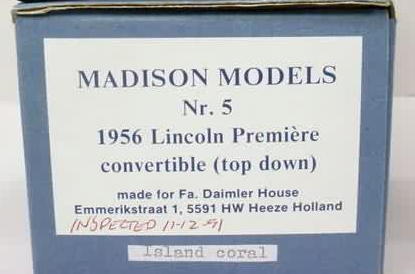 MADISON MODELS
Nr. 5
1956 Lincoln Première
convertible (top down)
made for Fa. Daimler House
Emmerikstraat 1, 5591 HW Heeze Holland
INSPECTED 11-12-91
Island coral